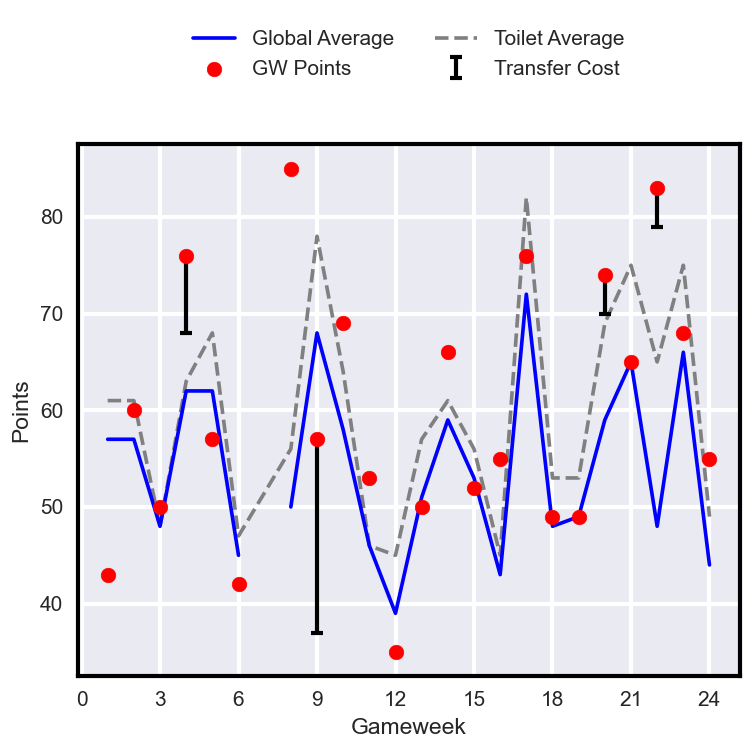 Global Average
GW Points
Toilet Average
Transfer Cost
Points
80
70
60
50
40
0 3 6 9 12 15 18 21 24
Gameweek